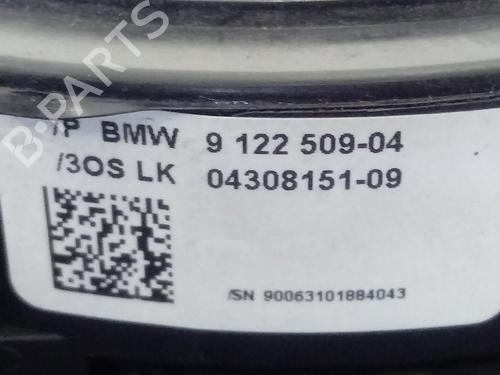 B-PARTS
/P BMW 9 122 509-04
/3OS LK 04308151-09
/SN 90063101884043